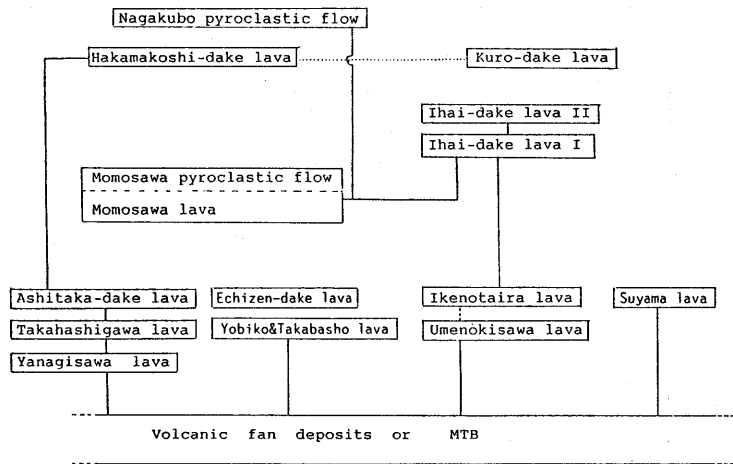 Nagakubo pyroclastic flow
Hakamakoshi-dake lava
Kuro-dake lava
Ihai-dake lava II
Ihai-dake lava I
Momosawa pyroclastic flow
Momosawa lava
Ashitaka-dake lava
Echizen-dake lava
Ikenotaira lava
Suyama lava
Takahashigawa lava
Yobiko&Takabasho lava
Umenokisawa lava
Yanagisawa lava
Volcanic fan deposits or MTB